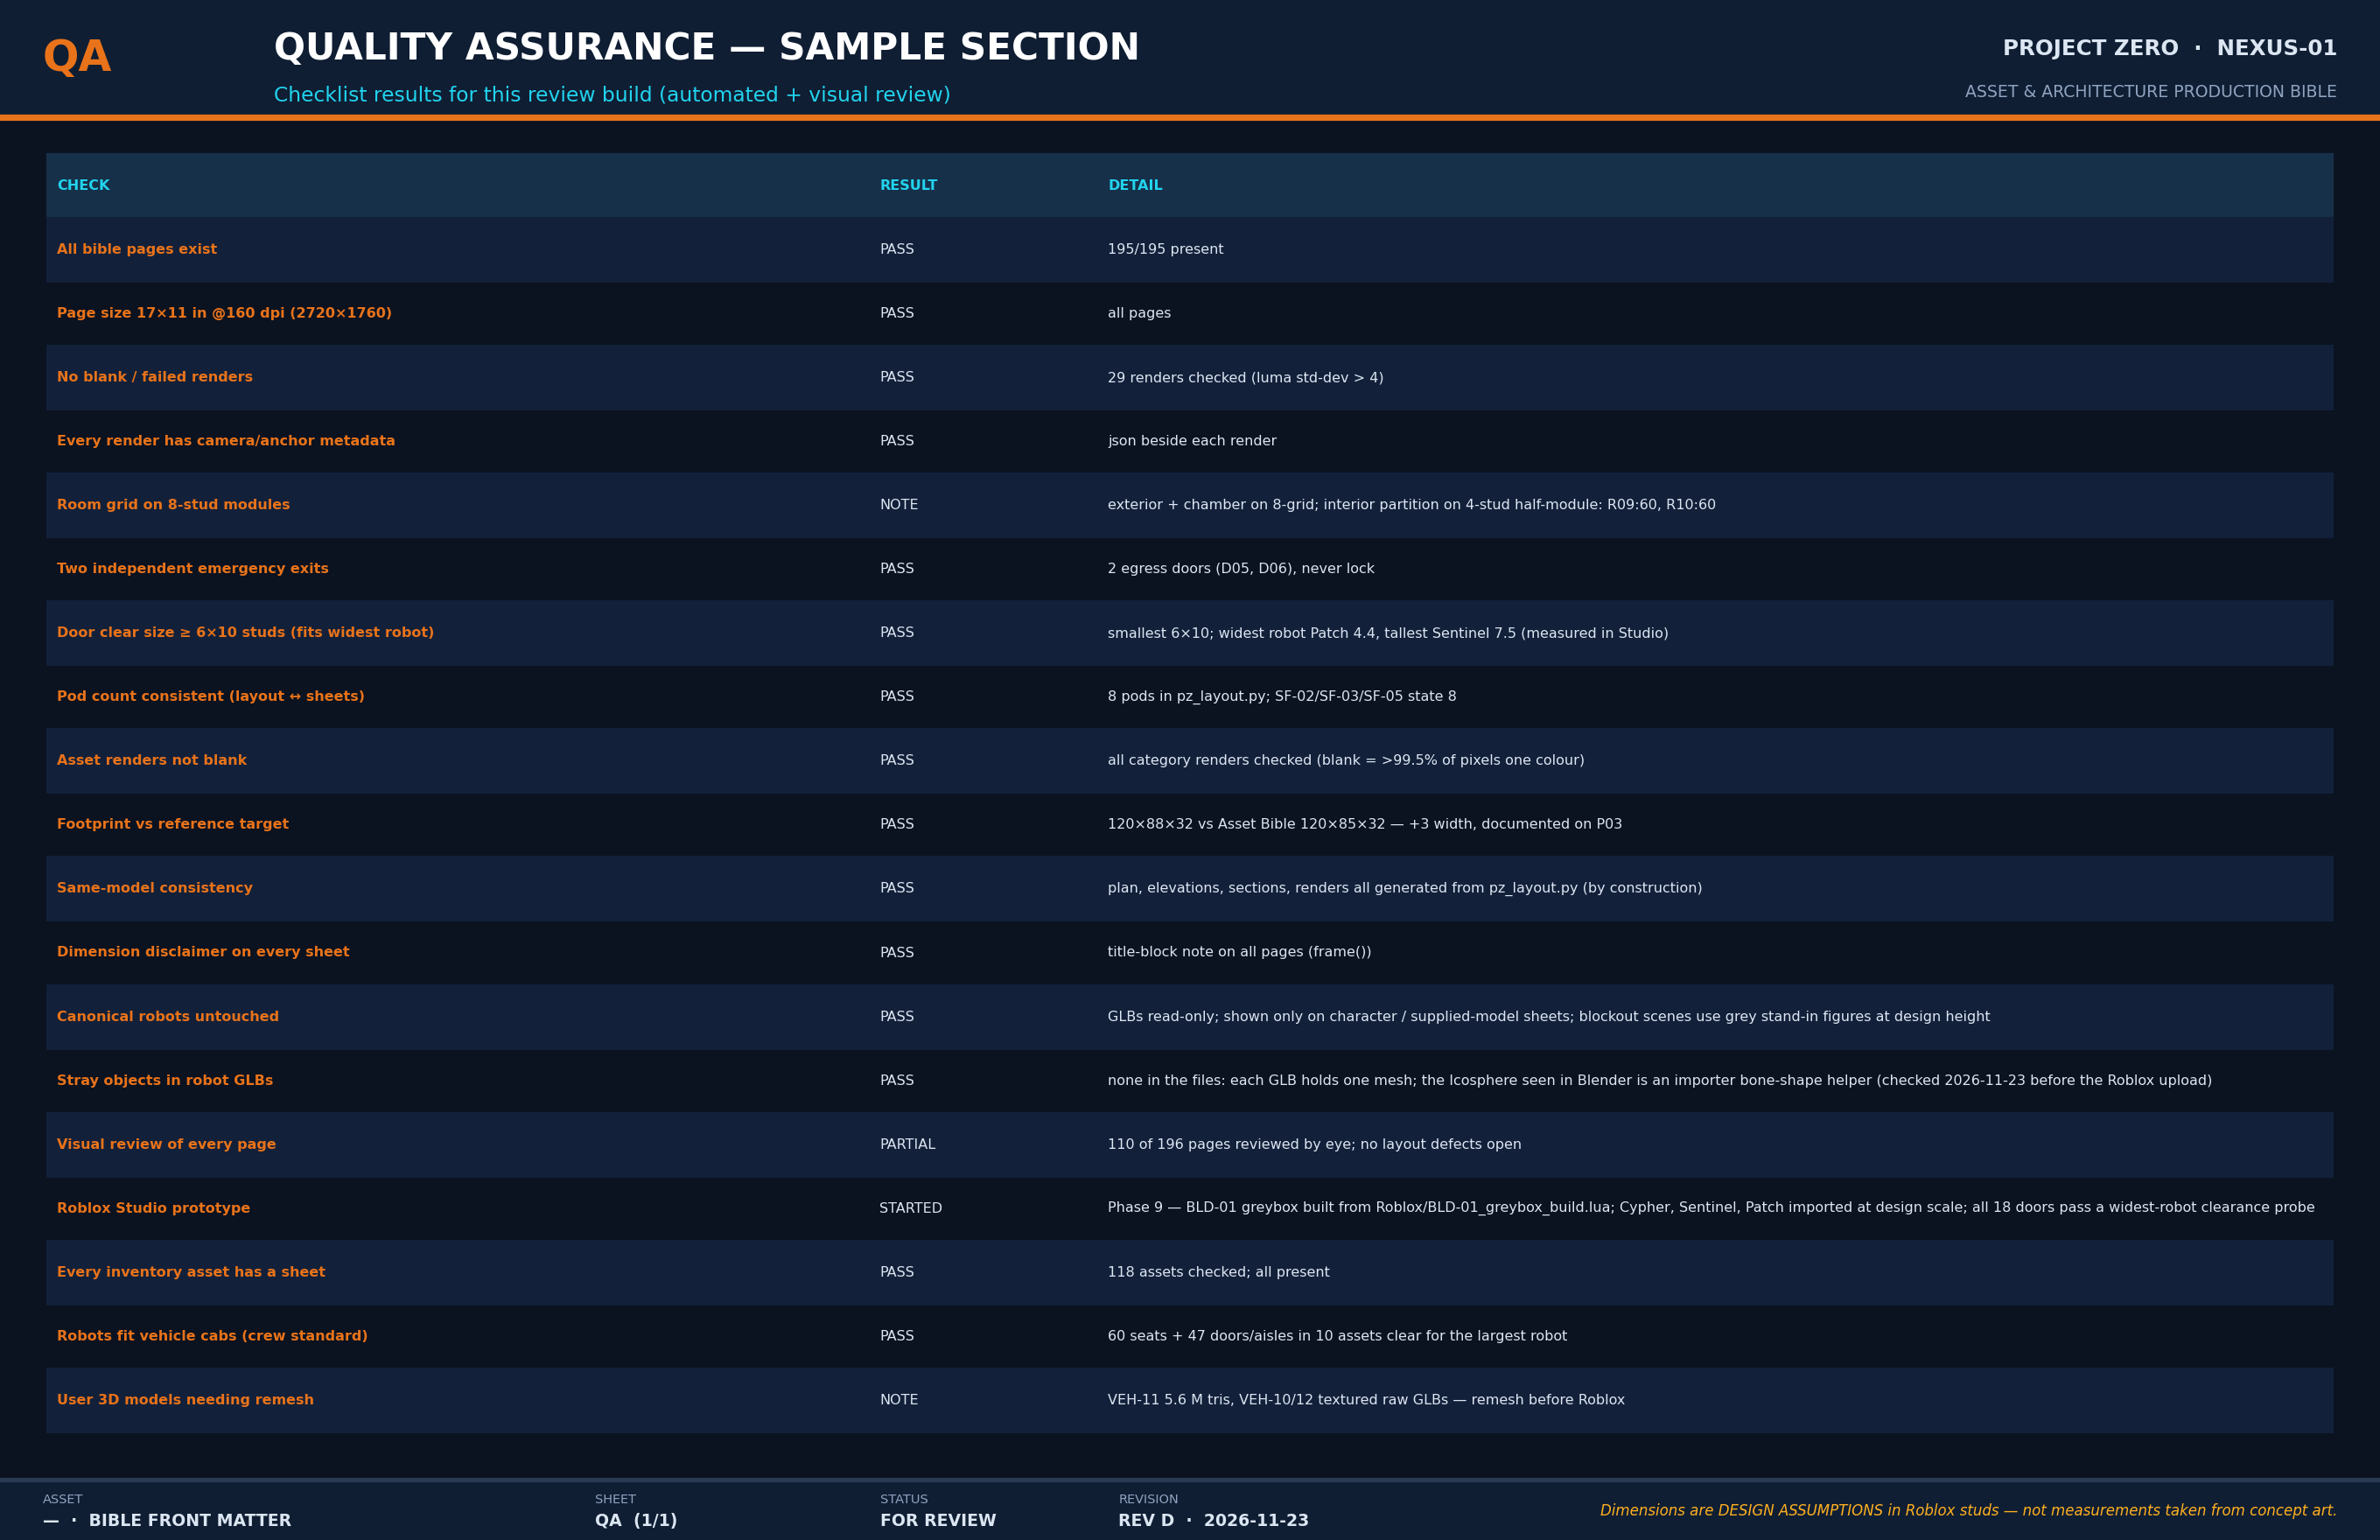 QA
QUALITY ASSURANCE — SAMPLE SECTION
Checklist results for this review build (automated + visual review)
PROJECT ZERO · NEXUS-01
ASSET & ARCHITECTURE PRODUCTION BIBLE
CHECK RESULT DETAIL
All bible pages exist PASS 195/195 present
Page size 17×11 in @160 dpi (2720×1760) PASS all pages
No blank / failed renders PASS 29 renders checked (luma std-dev > 4)
Every render has camera/anchor metadata PASS json beside each render
Room grid on 8-stud modules NOTE exterior + chamber on 8-grid; interior partition on 4-stud half-module: R09:60, R10:60
Two independent emergency exits PASS 2 egress doors (D05, D06), never lock
Door clear size ≥ 6×10 studs (fits widest robot) PASS smallest 6×10; widest robot Patch 4.4, tallest Sentinel 7.5 (measured in Studio)
Pod count consistent (layout ↔ sheets) PASS 8 pods in pz_layout.py; SF-02/SF-03/SF-05 state 8
Asset renders not blank PASS all category renders checked (blank = >99.5% of pixels one colour)
Footprint vs reference target PASS 120×88×32 vs Asset Bible 120×85×32 — +3 width, documented on P03
Same-model consistency PASS plan, elevations, sections, renders all generated from pz_layout.py (by construction)
Dimension disclaimer on every sheet PASS title-block note on all pages (frame())
Canonical robots untouched PASS GLBs read-only; shown only on character / supplied-model sheets; blockout scenes use grey stand-in figures at design height
Stray objects in robot GLBs PASS none in the files: each GLB holds one mesh; the Icosphere seen in Blender is an importer bone-shape helper (checked 2026-11-23 before the Roblox upload)
Visual review of every page PARTIAL 110 of 196 pages reviewed by eye; no layout defects open
Roblox Studio prototype STARTED Phase 9 — BLD-01 greybox built from Roblox/BLD-01_greybox_build.lua; Cypher, Sentinel, Patch imported at design scale; all 18 doors pass a widest-robot clearance probe
Every inventory asset has a sheet PASS 118 assets checked; all present
Robots fit vehicle cabs (crew standard) PASS 60 seats + 47 doors/aisles in 10 assets clear for the largest robot
User 3D models needing remesh NOTE VEH-11 5.6 M tris, VEH-10/12 textured raw GLBs — remesh before Roblox
ASSET SHEET STATUS REVISION
— · BIBLE FRONT MATTER QA (1/1) FOR REVIEW REV D · 2026-11-23
Dimensions are DESIGN ASSUMPTIONS in Roblox studs — not measurements taken from concept art.